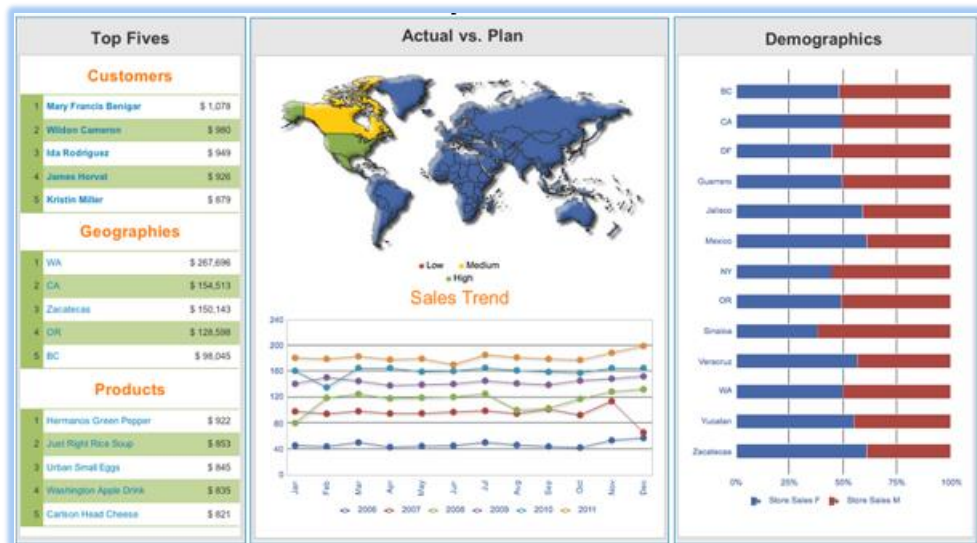 Top Fives
Customers
1 Mary Francis Benigar $ 1,078
2 Wildon Cameron $ 980
3 Ida Rodriguez $ 949
4 James Horvat $ 926
5 Kristin Miller $ 879
Geographies
1 WA $ 267,696
2 CA $ 154,513
3 Zacatecas $ 150,143
4 OR $ 128,598
5 BC $ 98,045
Products
1 Hermanos Green Pepper $ 922
2 Just Right Rice Soup $ 853
3 Urban Small Eggs $ 845
4 Washington Apple Drink $ 835
5 Carlson Head Cheese $ 821
Actual vs. Plan
Low Medium
High
Sales Trend
240
200
160
120
80
40
0
Jan Feb Mar Apr May Jun Jul Aug Sep Oct Nov Dec
2006 2007 2008 2009 2010 2011
Demographics
BC
CA
DF
Guerrero
Jalisco
Mexico
NY
OR
Sinaloa
Veracruz
WA
Yucatan
Zacatecas
0% 25% 50% 75% 100%
Store Sales F Store Sales M